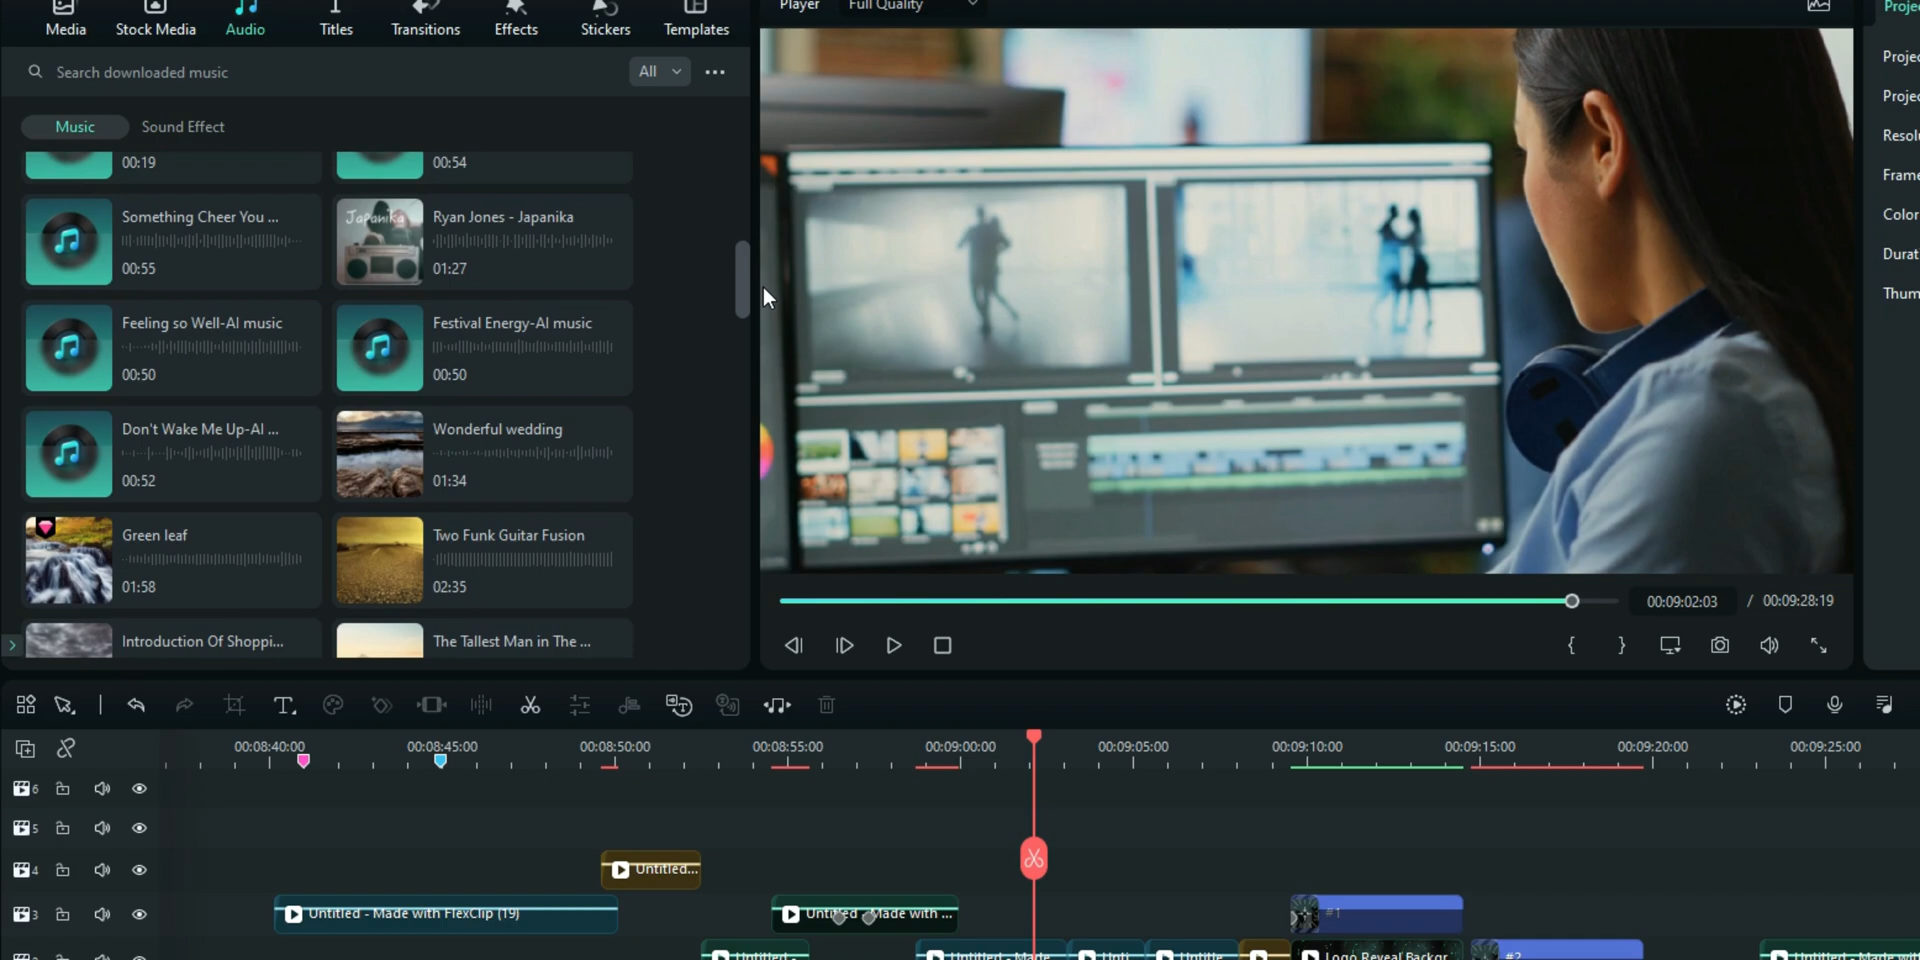 Media
Stock Media
Audio
Titles
Transitions
Effects
Stickers
Templates
Player
Full Quality
Search downloaded music
All
Music
Sound Effect
00:19
00:54
Something Cheer You ...
00:55
Ryan Jones - Japanika
01:27
Japanika
Feeling so Well-AI music
00:50
Festival Energy-AI music
00:50
Don't Wake Me Up-AI ...
00:52
Wonderful wedding
01:34
Green leaf
01:58
Two Funk Guitar Fusion
02:35
Introduction Of Shoppi...
The Tallest Man in The ...
00:09:02:03 / 00:09:28:19
Projec
Projec
Projec
Resolu
Frame
Color
Durat
Thum
00:08:40:00
00:08:45:00
00:08:50:00
00:08:55:00
00:09:00:00
00:09:05:00
00:09:10:00
00:09:15:00
00:09:20:00
00:09:25:00
6
5
4
Untitled...
3
Untitled - Made with FlexClip (19)
Untitled - Made with ...
#1
Untitled -
Untitled - Made
Unti
Untitle
Logo Reveal Backgr
#2
Untitled - Made wit